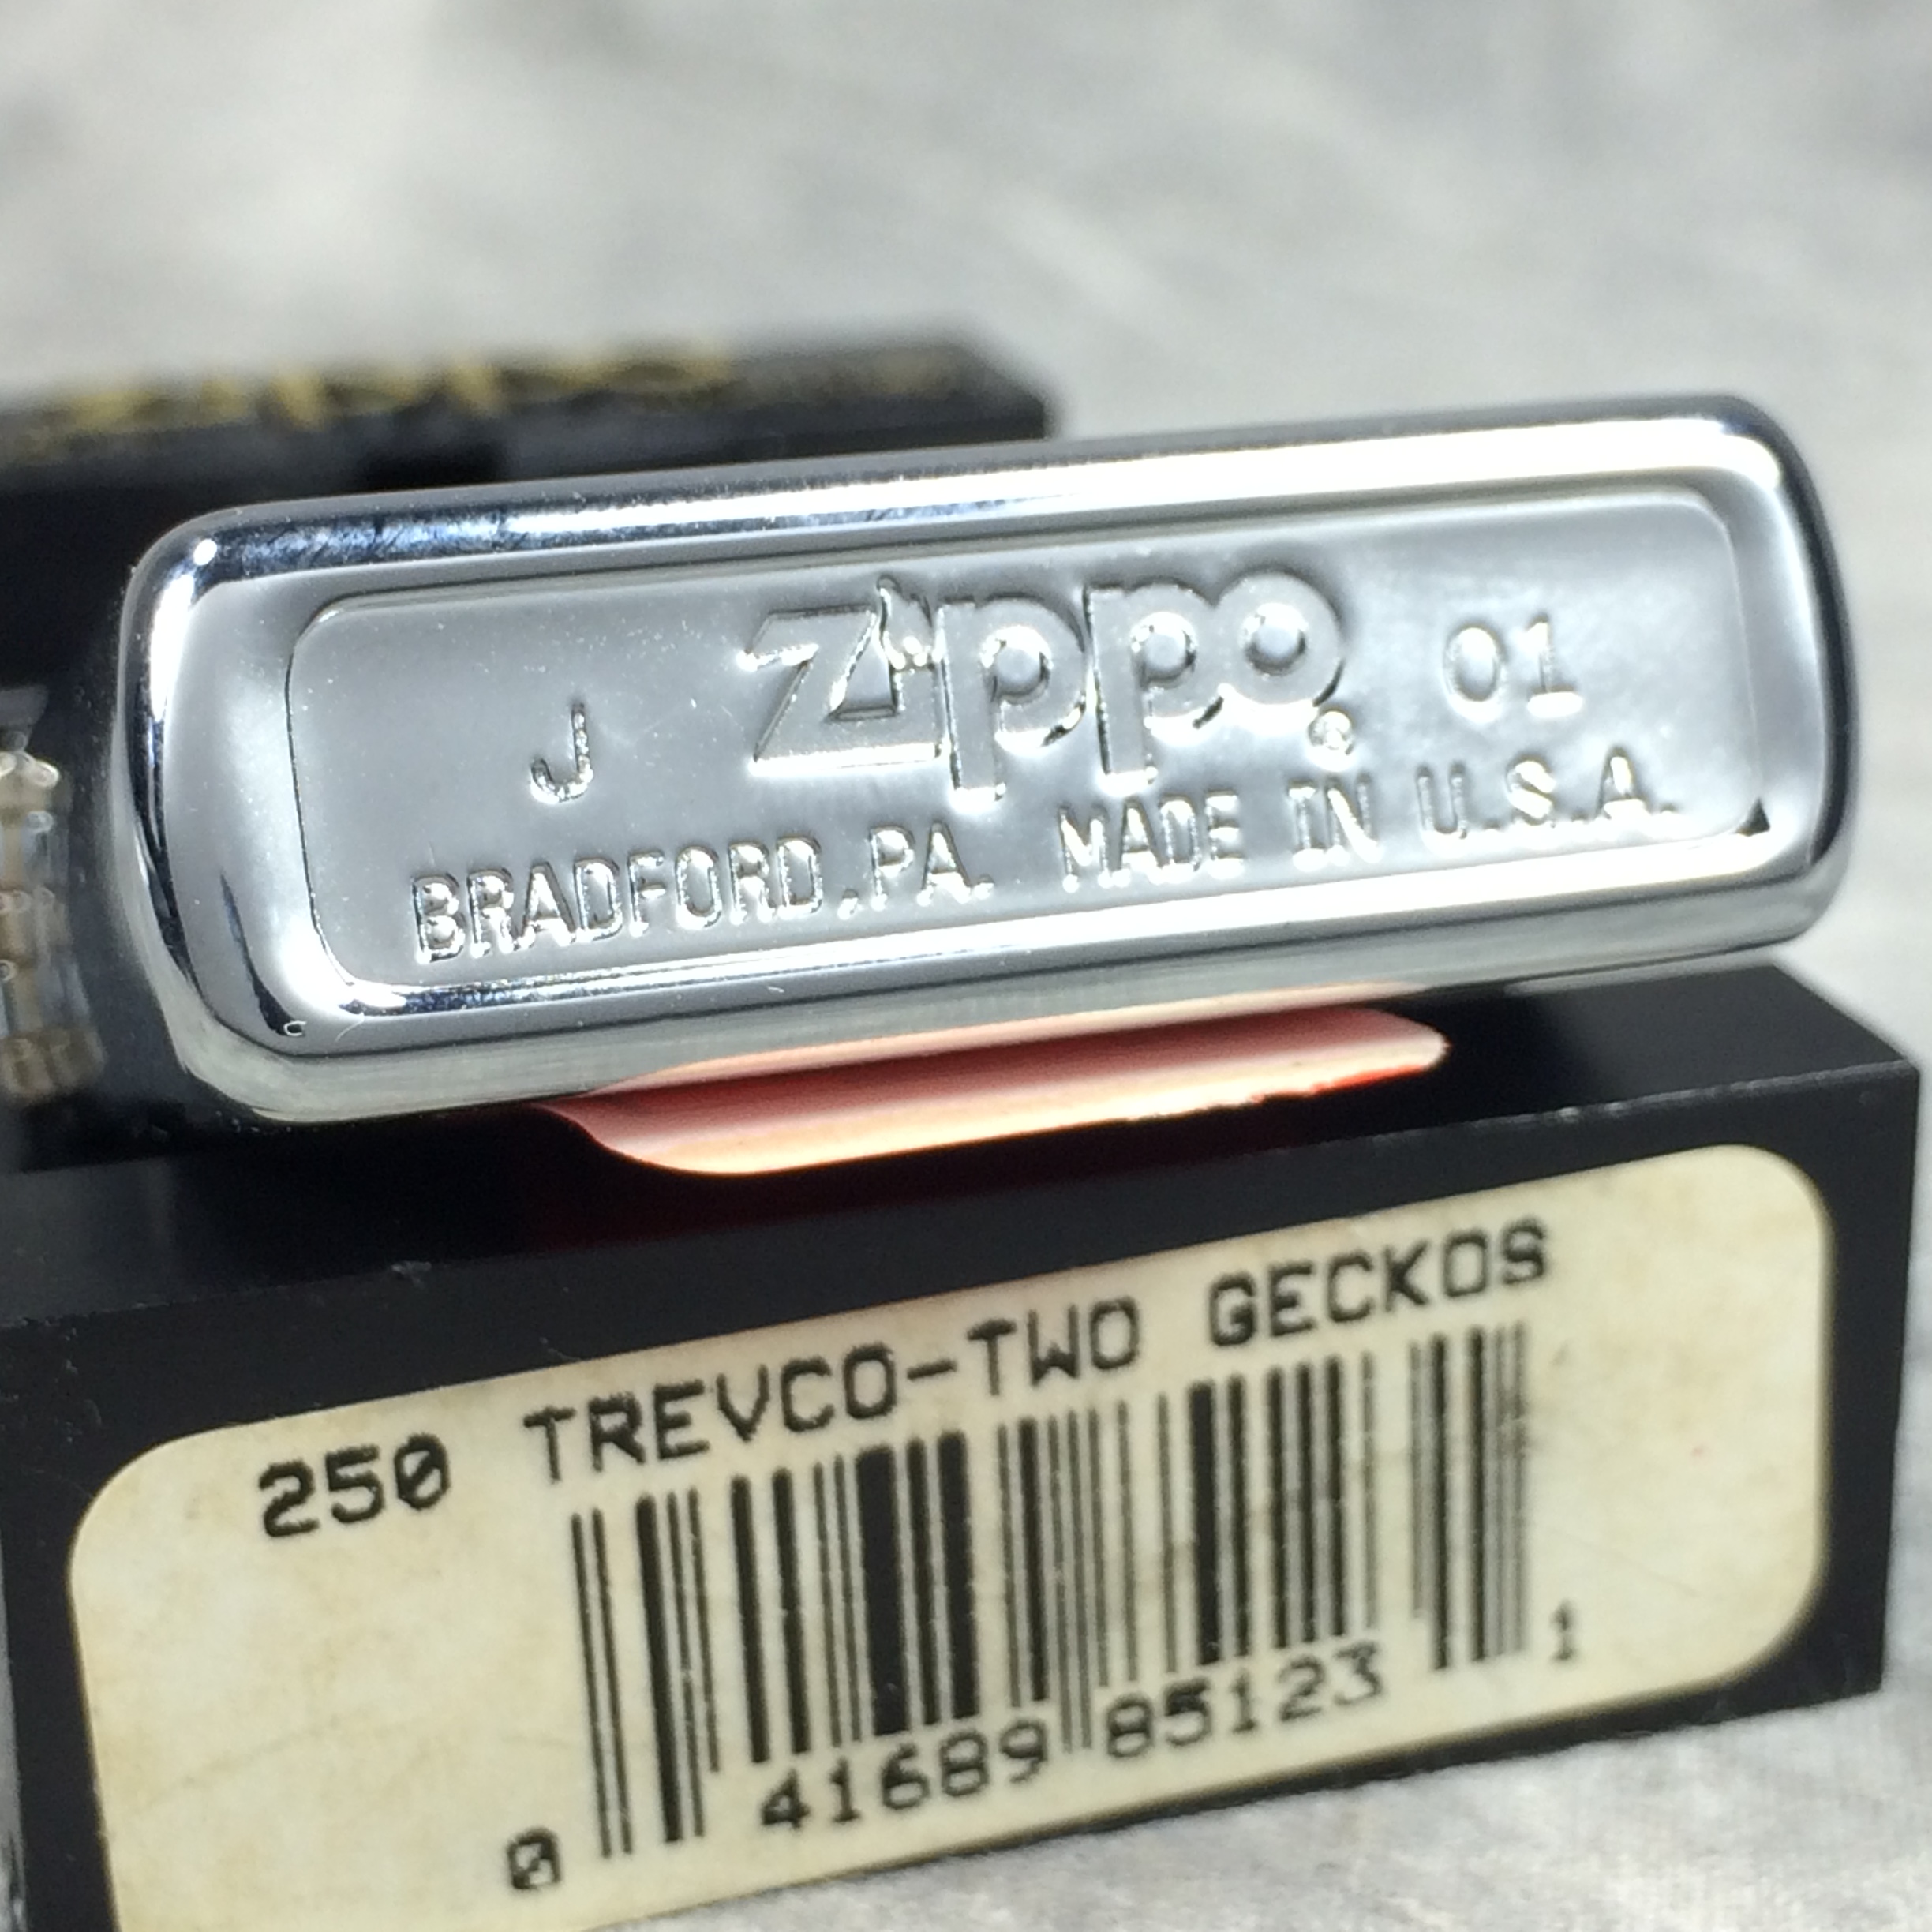 J Zippo ® 01
BRADFORD, PA. MADE IN U.S.A.
250 TREVCO-TWO GECKOS
0 41689 85123 1